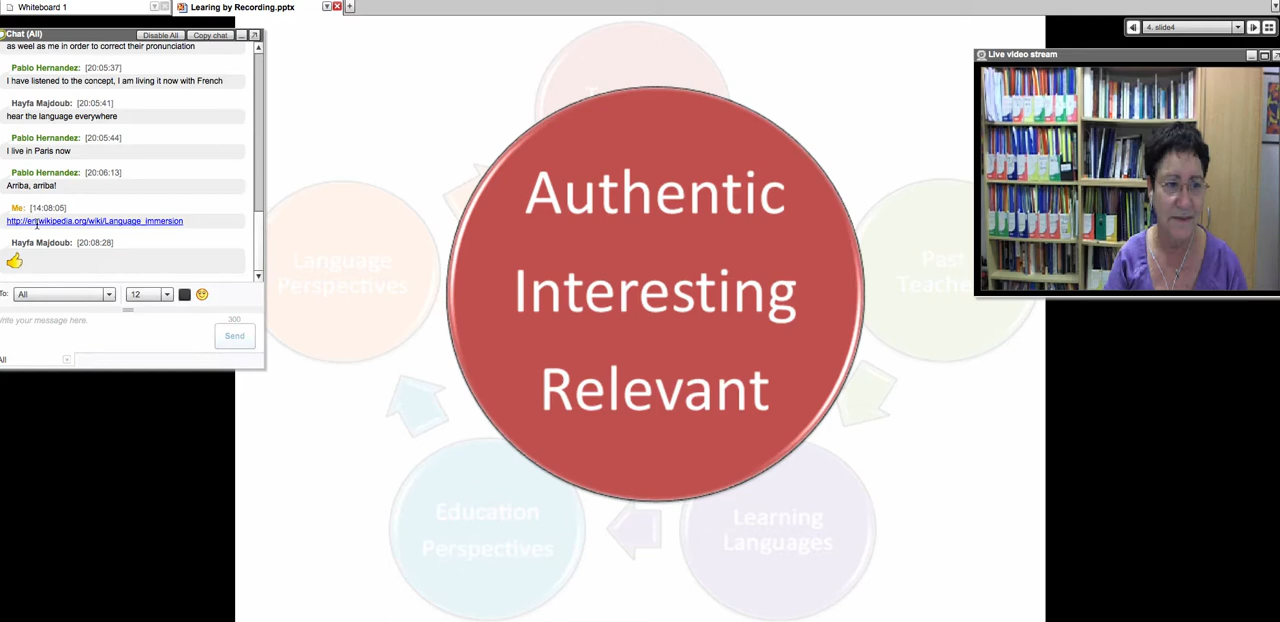 Whiteboard 1
Learing by Recording.pptx
Chat (All)
Disable All
Copy chat
as weel as me in order to correct their pronunciation
Pablo Hernandez: [20:05:37]
I have listened to the concept, I am living it now with French
Hayfa Majdoub: [20:05:41]
hear the language everywhere
Pablo Hernandez: [20:05:44]
I live in Paris now
Pablo Hernandez: [20:06:13]
Arriba, arriba!
Me: [14:08:05]
http://en.wikipedia.org/wiki/Language_immersion
Hayfa Majdoub: [20:08:28]
To:
All
12
rite your message here.
300
Send
All
4. slide4
Live video stream
Authentic
Interesting
Relevant
Language
Perspectives
Past
Education
Perspectives
Learning
Languages